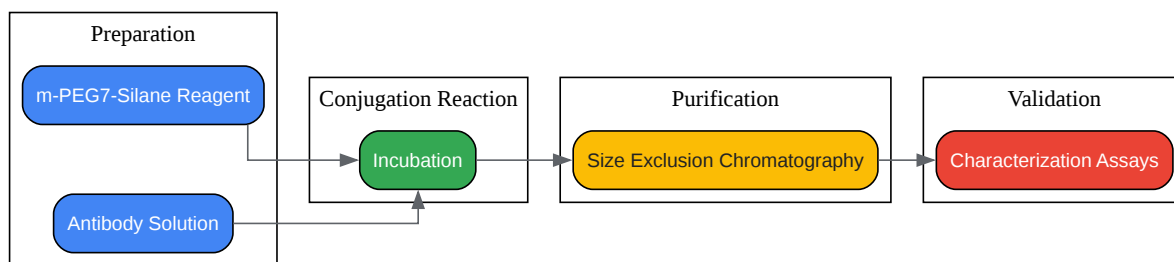 Preparation
m-PEG7-Silane Reagent
Antibody Solution
Conjugation Reaction
Incubation
Purification
Size Exclusion Chromatography
Validation
Characterization Assays